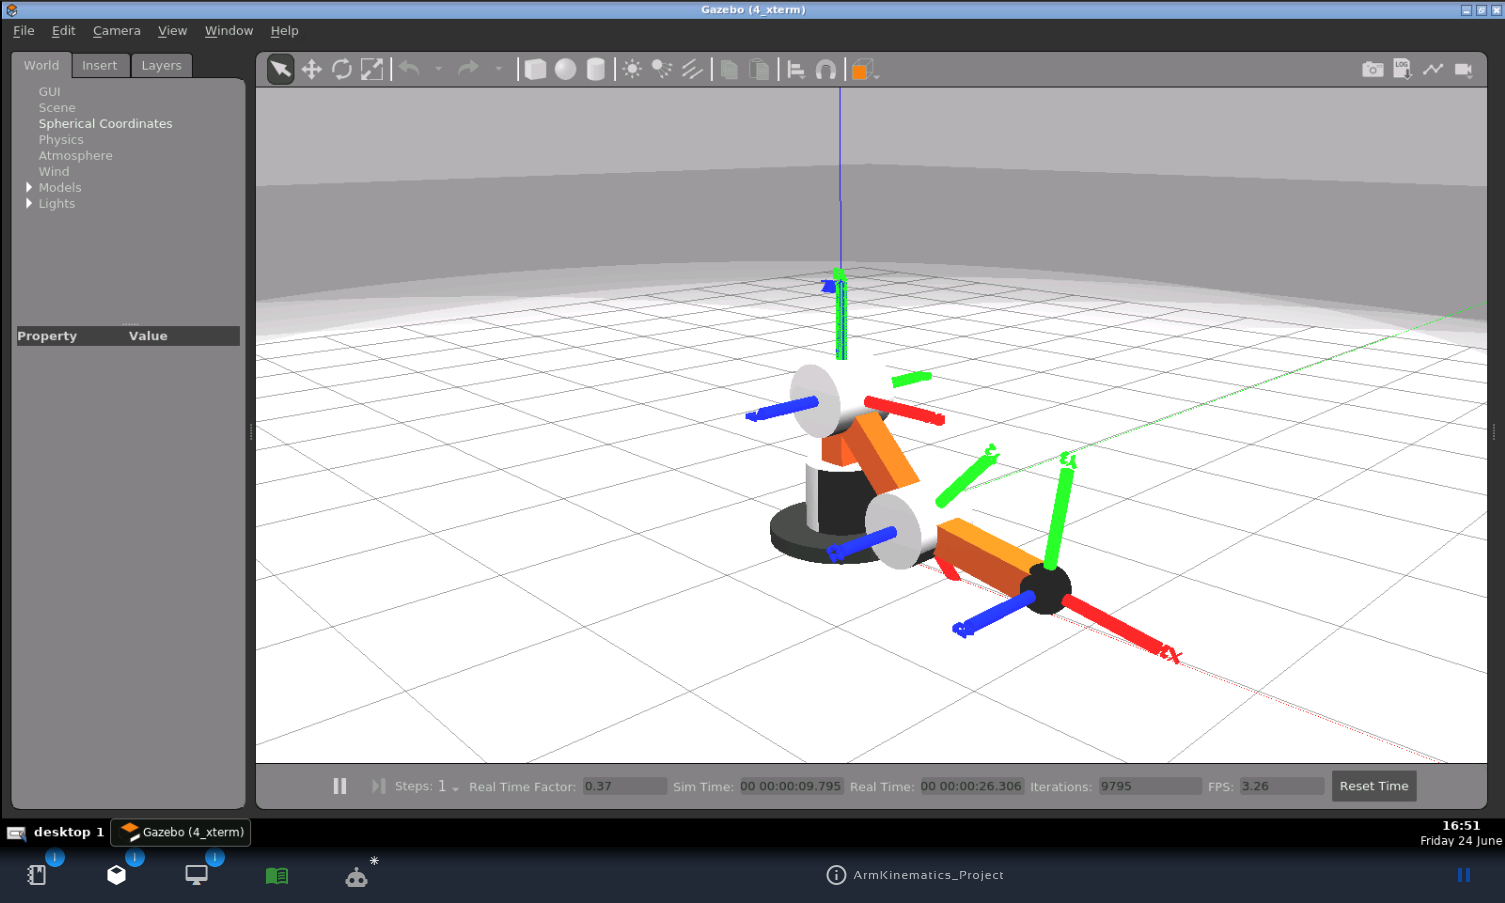 Gazebo (4_xterm)
File Edit Camera View Window Help
World Insert Layers
LOG
GUI
Scene
Spherical Coordinates
Physics
Atmosphere
Wind
Models
Lights
Property Value
X
Steps: 1 Real Time Factor: 0.37 Sim Time: 00 00:00:09.795 Real Time: 00 00:00:26.306 Iterations: 9795 FPS: 3.26 Reset Time
desktop 1 Gazebo (4_xterm)
16:51
Friday 24 June
ArmKinematics_Project